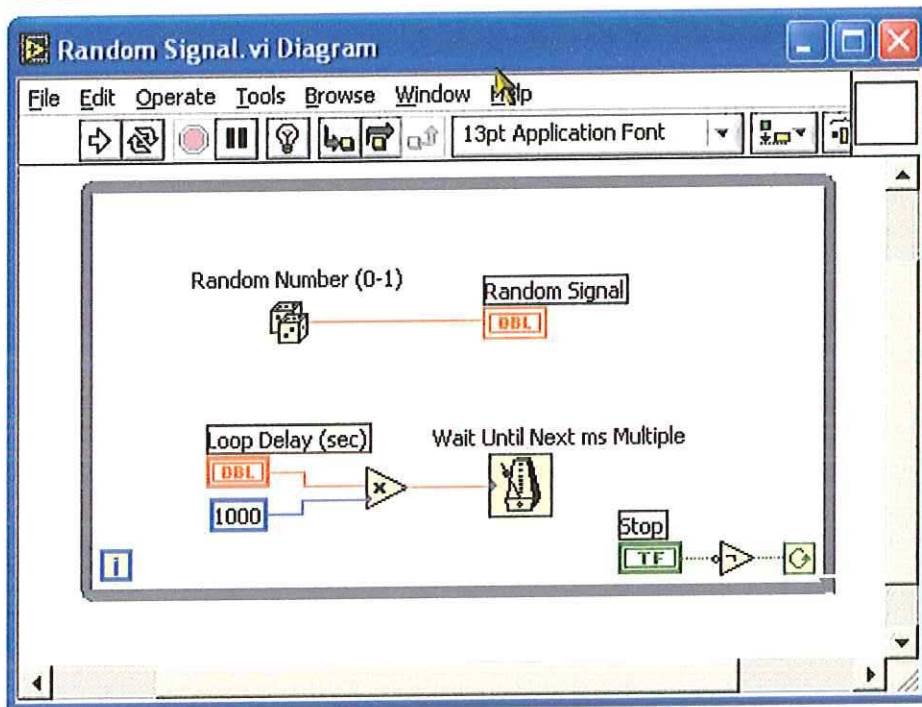 Random Signal.vi Diagram
File Edit Operate Tools Browse Window Help
13pt Application Font
Random Number (0-1)
Random Signal
DBL
Loop Delay (sec)
Wait Until Next ms Multiple
DBL
1000
Stop
TF
i